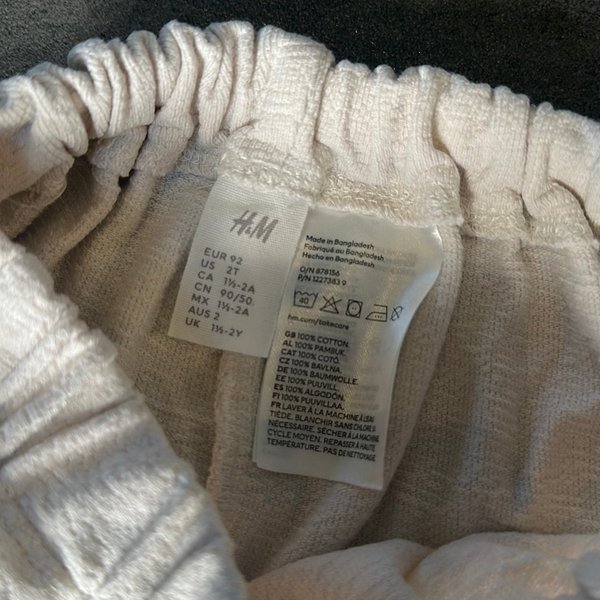 H&M
EUR 92
US 2T
CA 1½-2A
CN 90/50
MX 1½-2A
AUS 2
UK 1½-2Y
Made in Bangladesh
Fabriqué au Bangladesh
Hecho en Bangladesh
O/N 878156
P/N 1227383 9
40
hm.com/takecare
GB 100% COTTON.
AL 100% PAMBUK.
CAT 100% COTÓ.
CZ 100% BAVLNA.
DE 100% BAUMWOLLE.
EE 100% PUUVILL.
ES 100% ALGODÓN.
FI 100% PUUVILLAA.
FR LAVER À LA MACHINE À L'EAU
TIÈDE. BLANCHIR SANS CHLORE SI
NÉCESSAIRE. SÉCHER À LA MACHINE
CYCLE MOYEN. REPASSER À HAUTE
TEMPÉRATURE. PAS DE NETTOYAGE